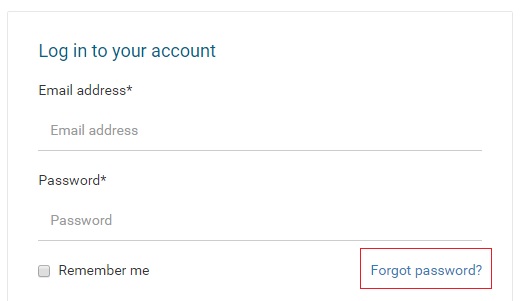 Log in to your account
Email address*
Email address
Password*
Password
Remember me Forgot password?